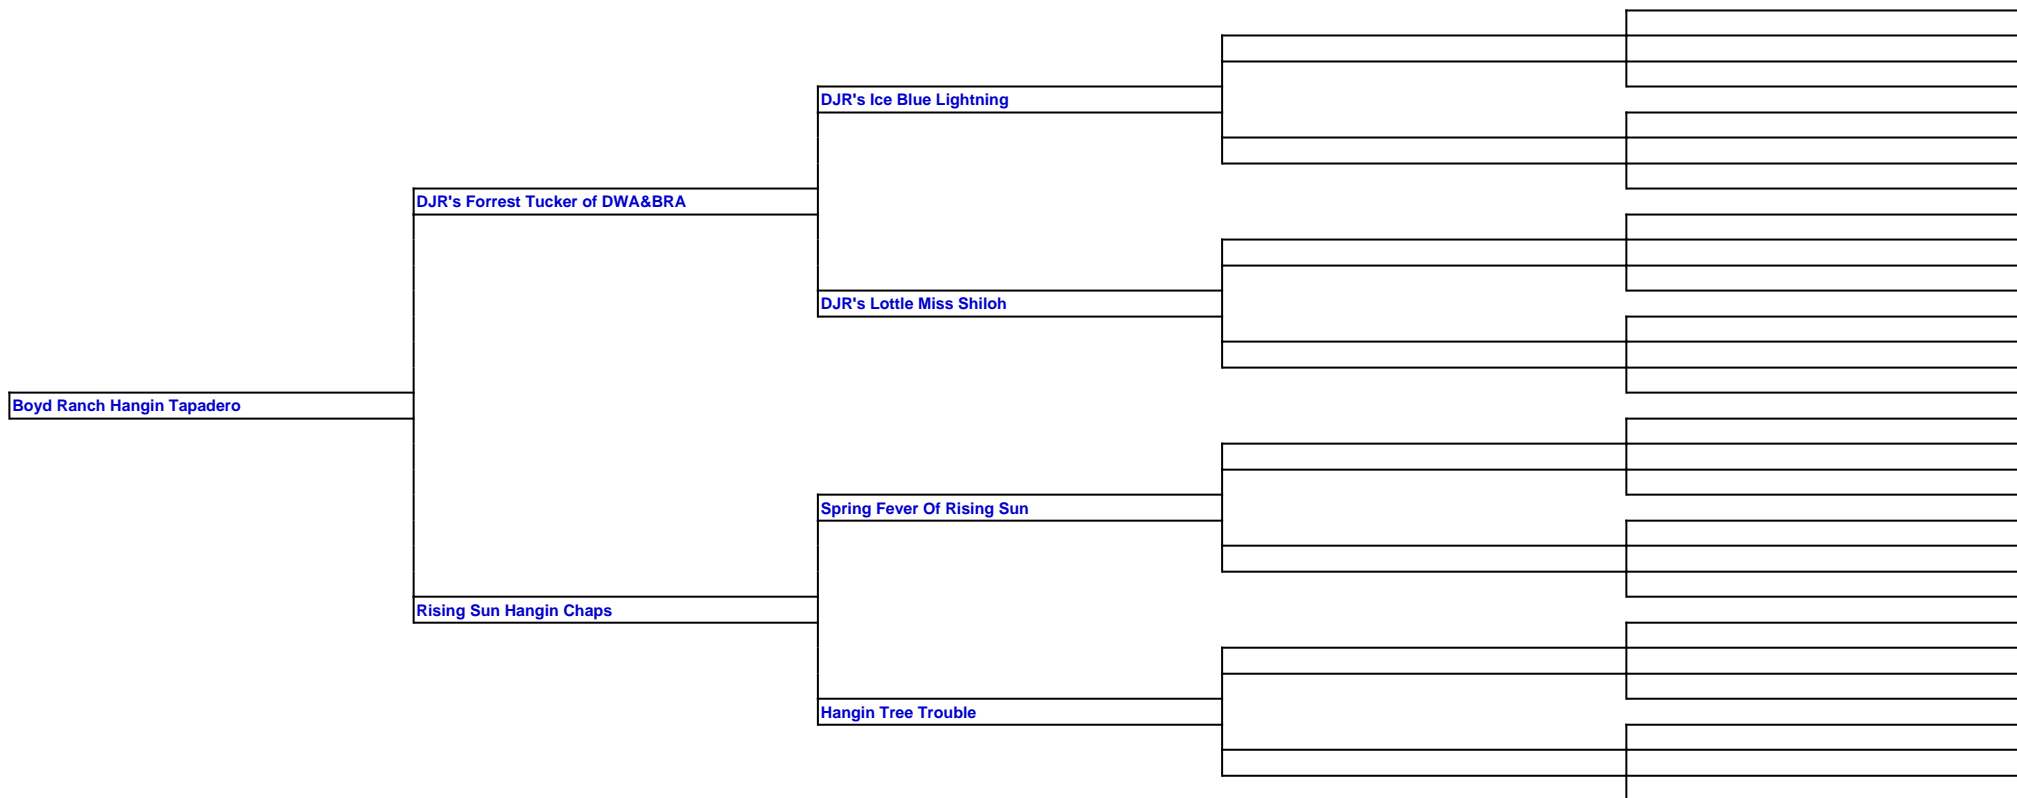 DJR's Ice Blue Lightning
DJR's Forrest Tucker of DWA&BRA
DJR's Lottle Miss Shiloh
Boyd Ranch Hangin Tapadero
Spring Fever Of Rising Sun
Rising Sun Hangin Chaps
Hangin Tree Trouble